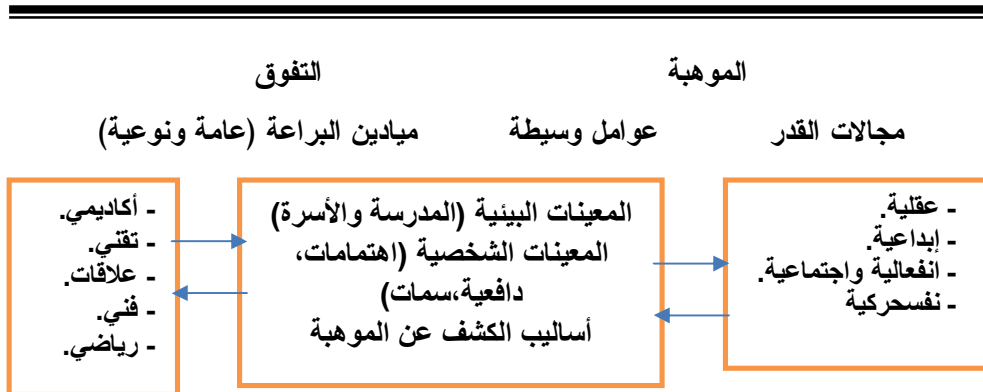 الموهبة
التفوق
مجالات القدر
عوامل وسيطة
ميادين البراعة (عامة ونوعية)
- عقلية.
- إبداعية.
- انفعالية واجتماعية.
- نفسحركية
المعينات البيئية (المدرسة والأسرة)
المعينات الشخصية (اهتمامات،
دافعية،سمات)
أساليب الكشف عن الموهبة
- أكاديمي.
- تقني.
- علاقات.
- فني.
- رياضي.